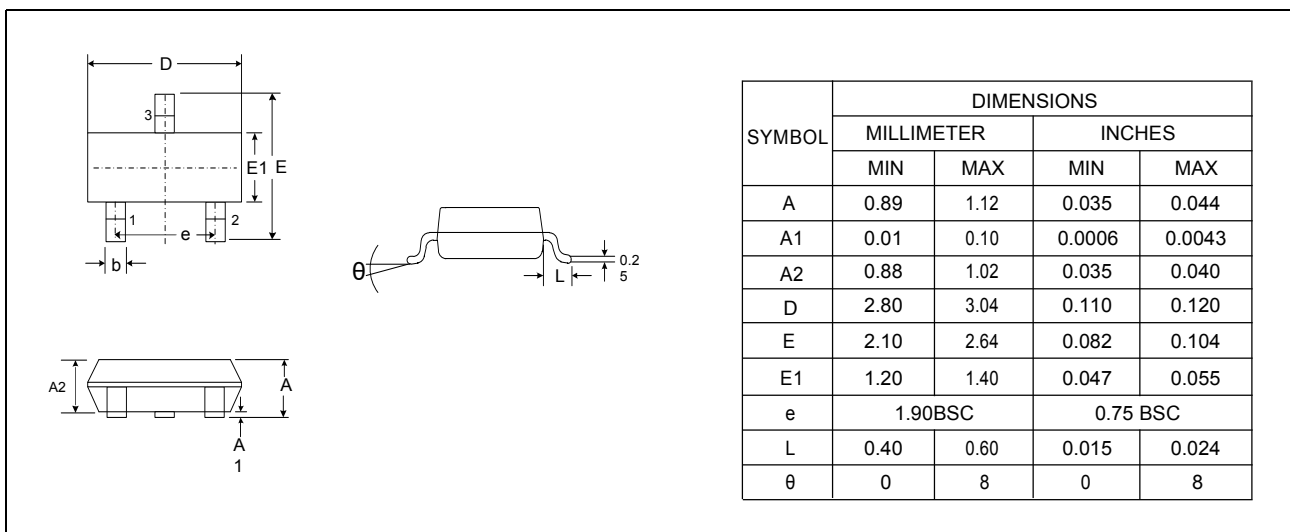 D
3
E1
E
1
2
e
b
θ
L
0.2
5
A2
A
A
1
SYMBOL DIMENSIONS
MILLIMETER INCHES
MIN MAX MIN MAX
A 0.89 1.12 0.035 0.044
A1 0.01 0.10 0.0006 0.0043
A2 0.88 1.02 0.035 0.040
D 2.80 3.04 0.110 0.120
E 2.10 2.64 0.082 0.104
E1 1.20 1.40 0.047 0.055
e 1.90BSC 0.75 BSC
L 0.40 0.60 0.015 0.024
θ 0 8 0 8